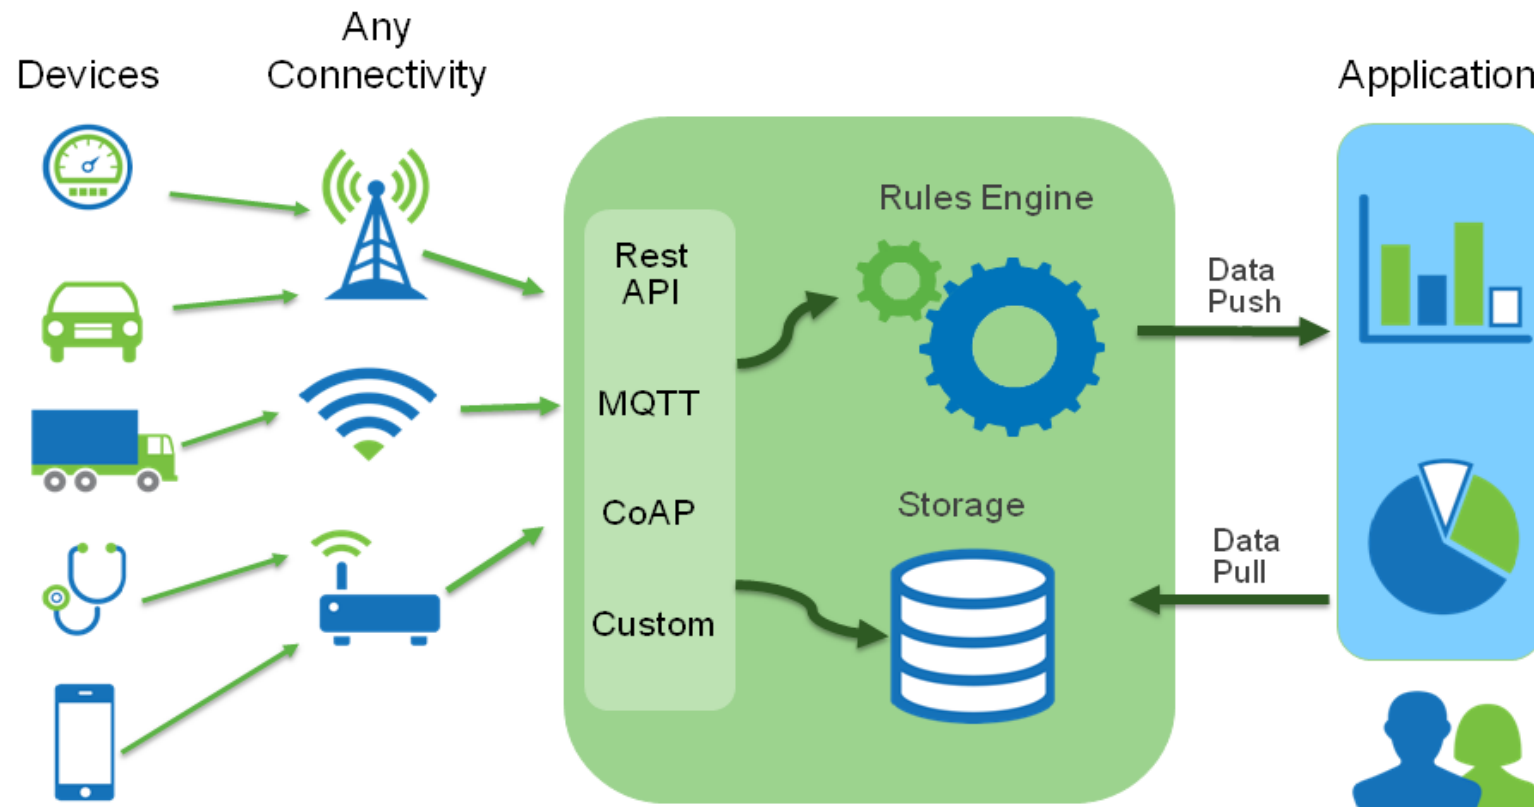 Devices
Any
Connectivity
Rest
API
MQTT
CoAP
Custom
Rules Engine
Storage
Data
Push
Data
Pull
Application